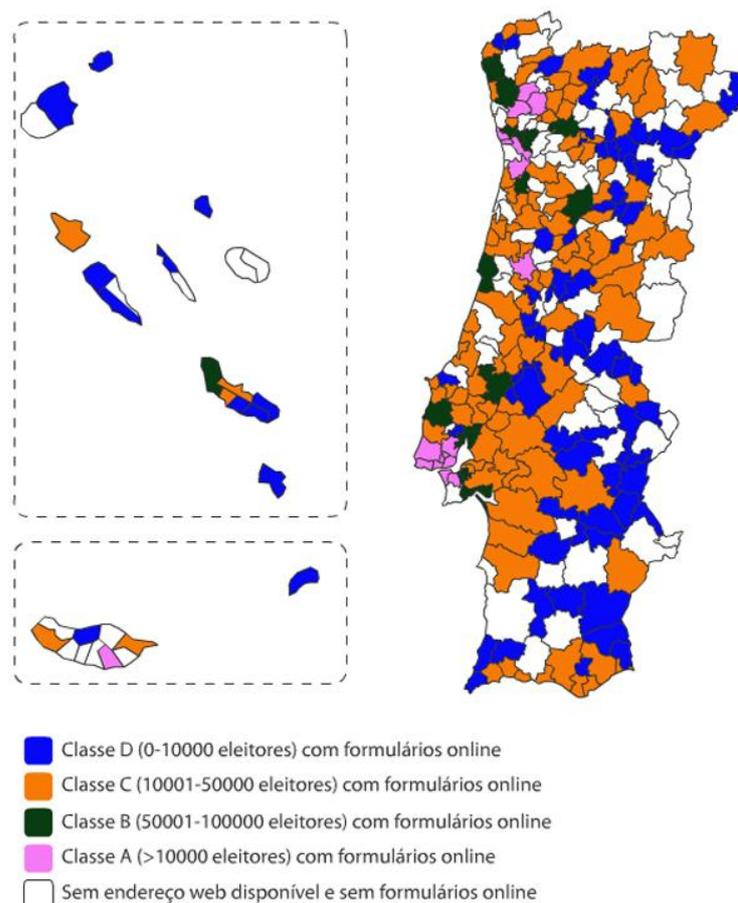 Classe D (0-10000 eleitores) com formulários online
Classe C (10001-50000 eleitores) com formulários online
Classe B (50001-100000 eleitores) com formulários online
Classe A (>10000 eleitores) com formulários online
Sem endereço web disponível e sem formulários online